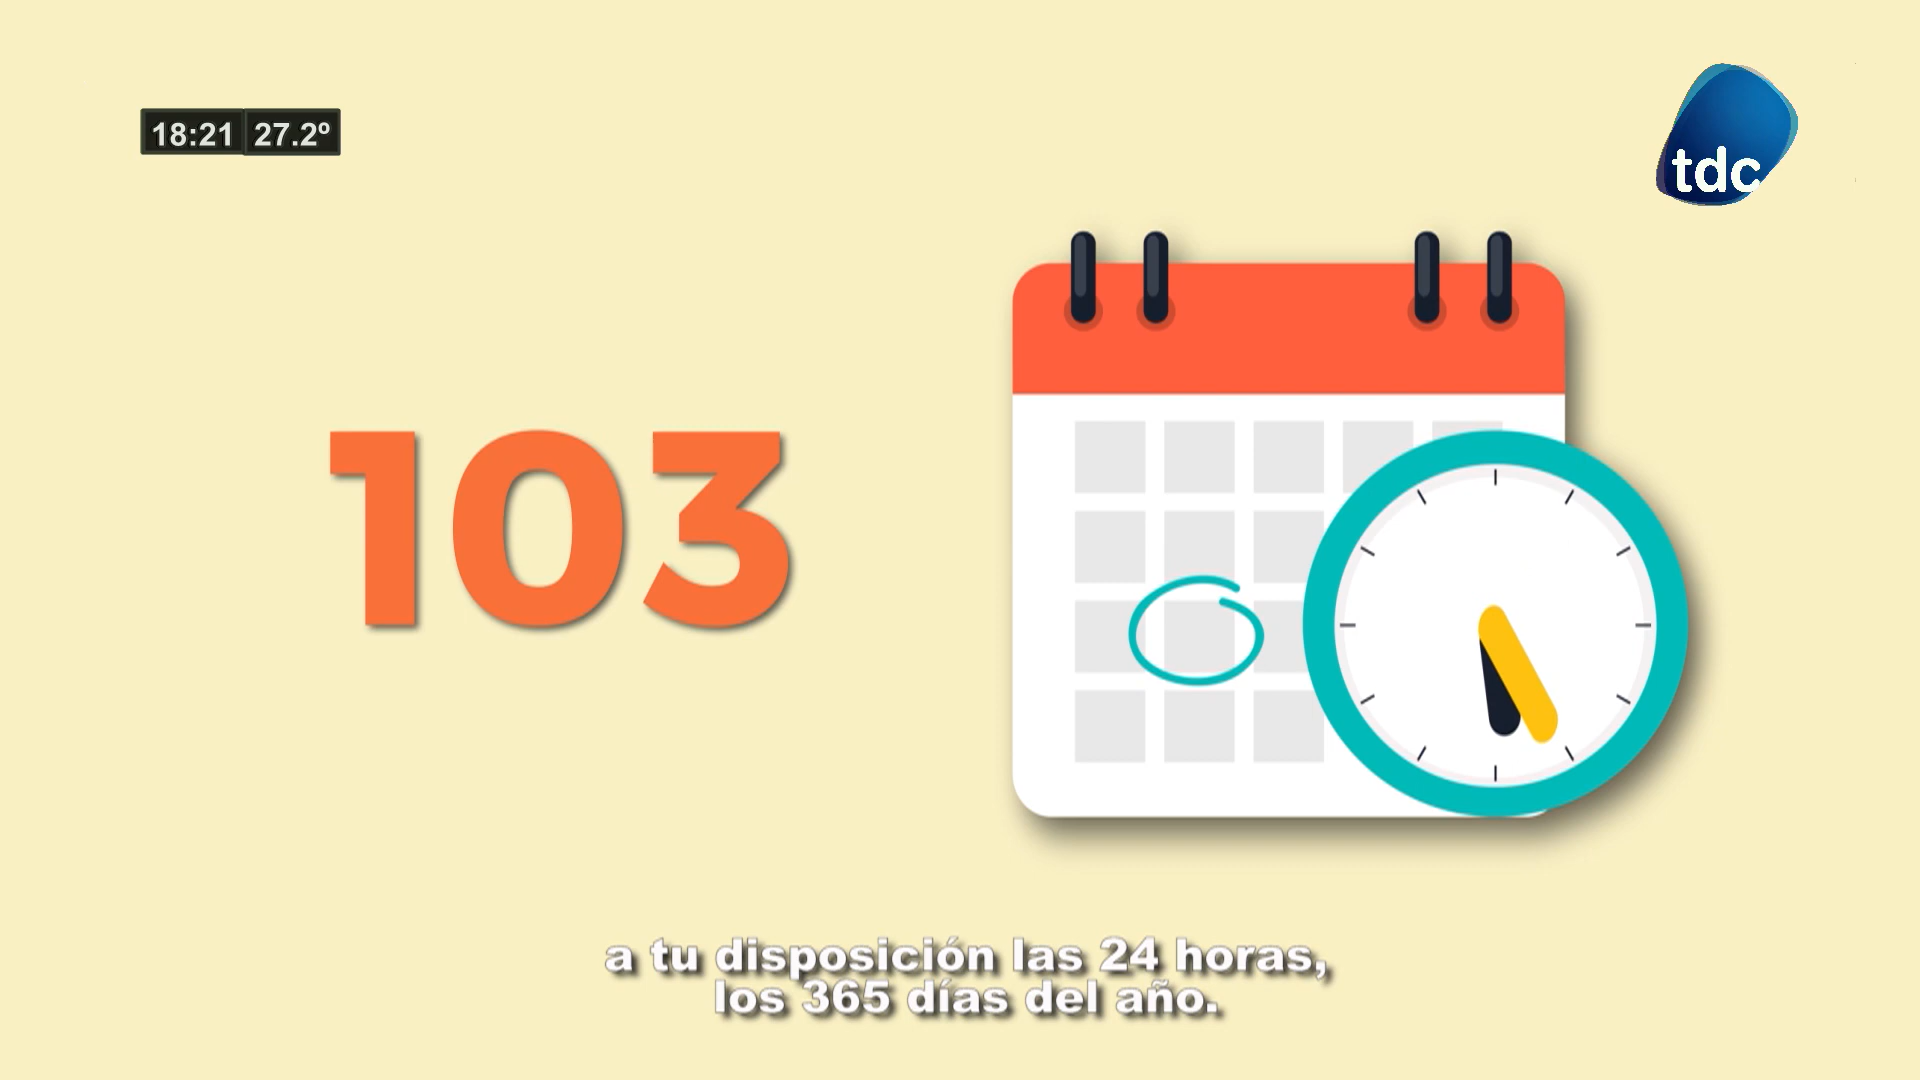 18:21 27.2º
tdc
103
a tu disposición las 24 horas,
los 365 días del año.